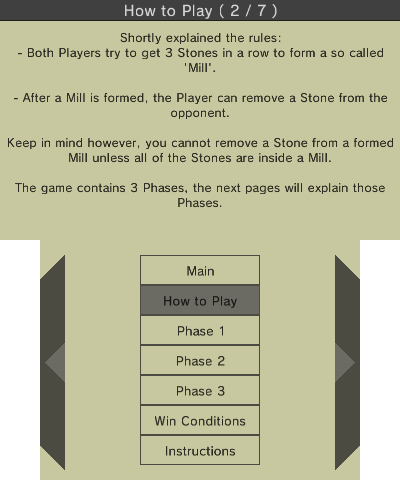 How to Play ( 2 / 7 )
Shortly explained the rules:
- Both Players try to get 3 Stones in a row to form a so called
'Mill'.
- After a Mill is formed, the Player can remove a Stone from the
opponent.
Keep in mind however, you cannot remove a Stone from a formed
Mill unless all of the Stones are inside a Mill.
The game contains 3 Phases, the next pages will explain those
Phases.
Main
How to Play
Phase 1
Phase 2
Phase 3
Win Conditions
Instructions